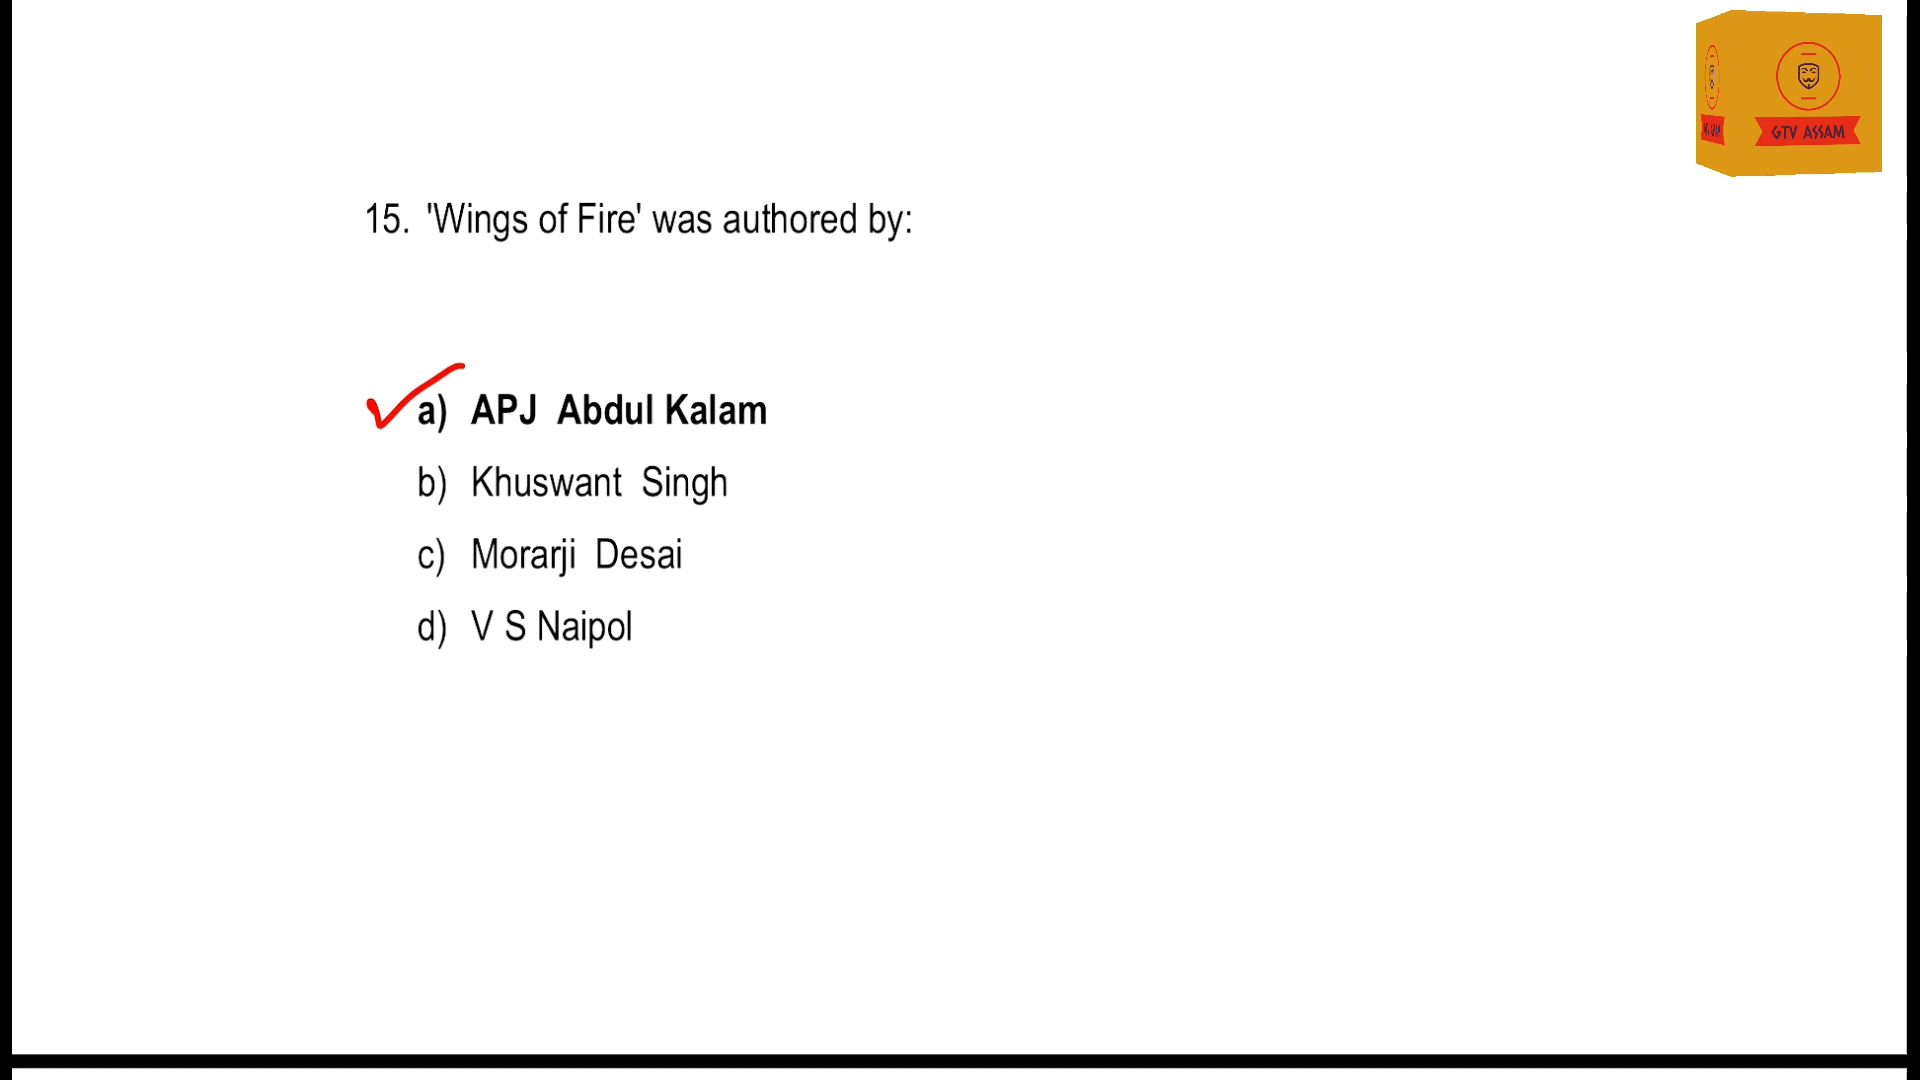 GTV ASSAM
15. 'Wings of Fire' was authored by:
a) APJ Abdul Kalam
b) Khuswant Singh
c) Morarji Desai
d) V S Naipol